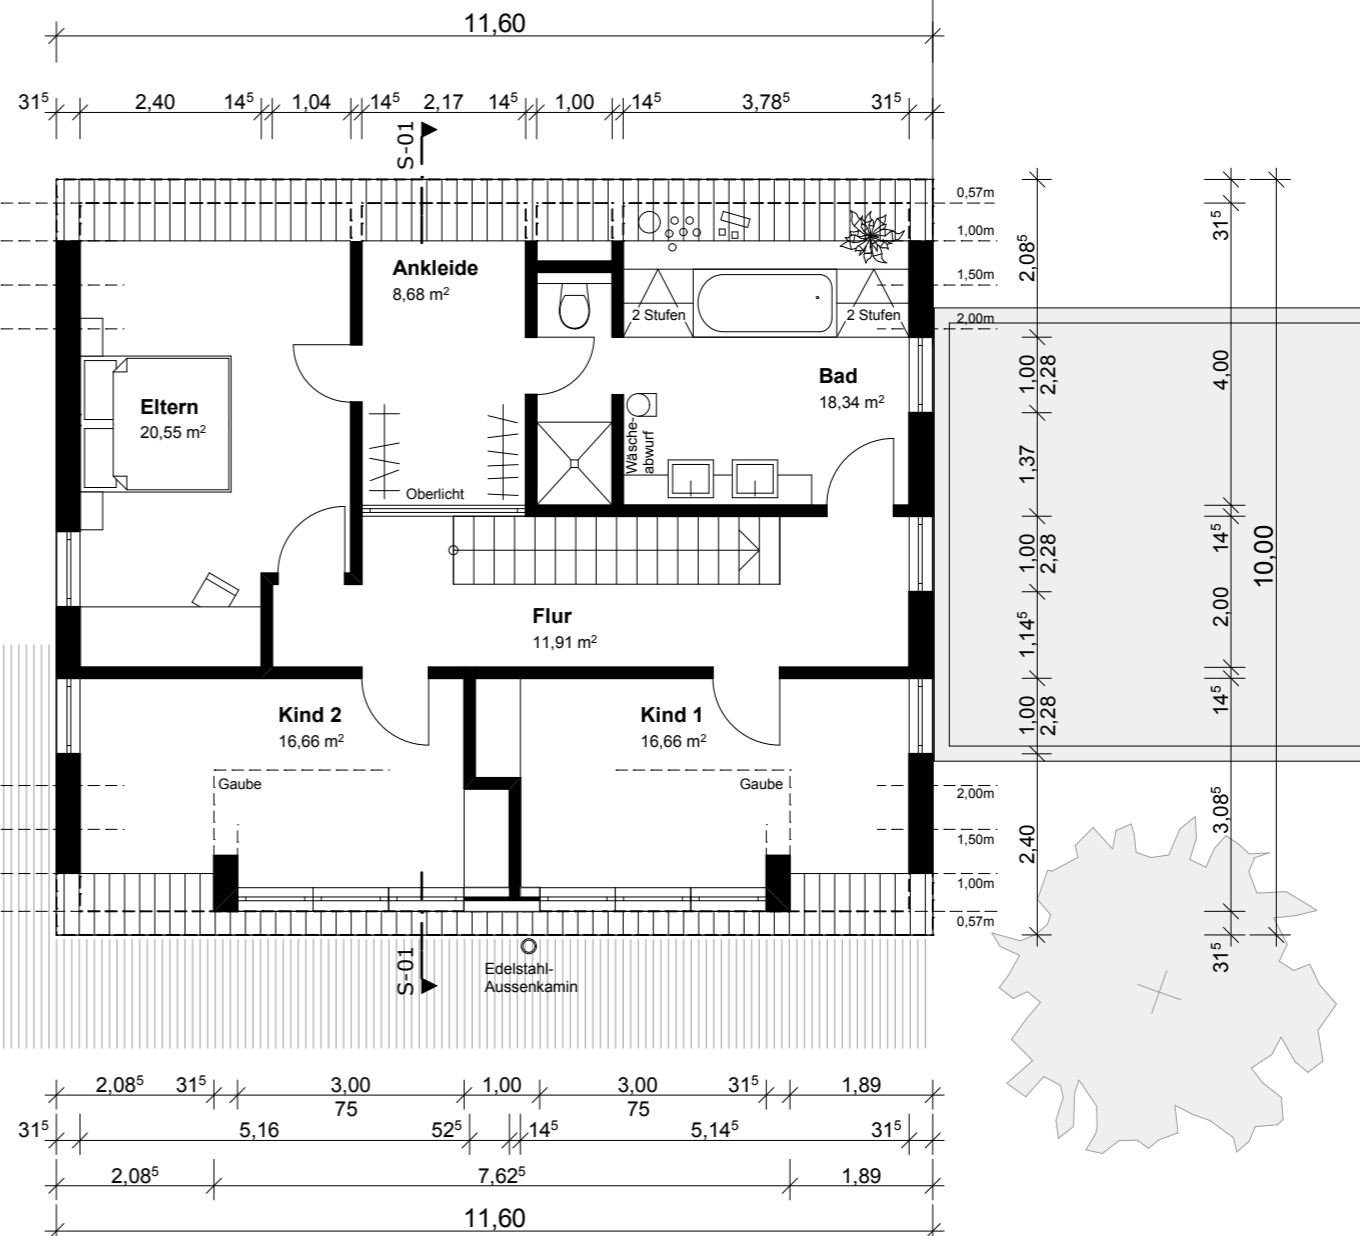 11,60
31⁵ 2,40 14⁵ 1,04 14⁵ 2,17 14⁵ 1,00 14⁵ 3,78⁵ 31⁵
S-01
0,57m
1,00m
1,50m
2,00m
2,08⁵
31⁵
Ankleide
8,68 m²
2 Stufen
2 Stufen
Bad
18,34 m²
Eltern
20,55 m²
Wäsche-
abwurf
Oberlicht
1,00
2,28
4,00
1,37
1,00
2,28
14⁵
10,00
Flur
11,91 m²
1,14⁵
2,00
Kind 2
16,66 m²
Kind 1
16,66 m²
1,00
2,28
14⁵
Gaube
Gaube
2,00m
1,50m
1,00m
0,57m
2,40
3,08⁵
31⁵
S-01
Edelstahl-
Aussenkamin
2,08⁵ 31⁵ 3,00 1,00 3,00 31⁵ 1,89
75 75
31⁵ 5,16 52⁵ 14⁵ 5,14⁵ 31⁵
2,08⁵ 7,62⁵ 1,89
11,60